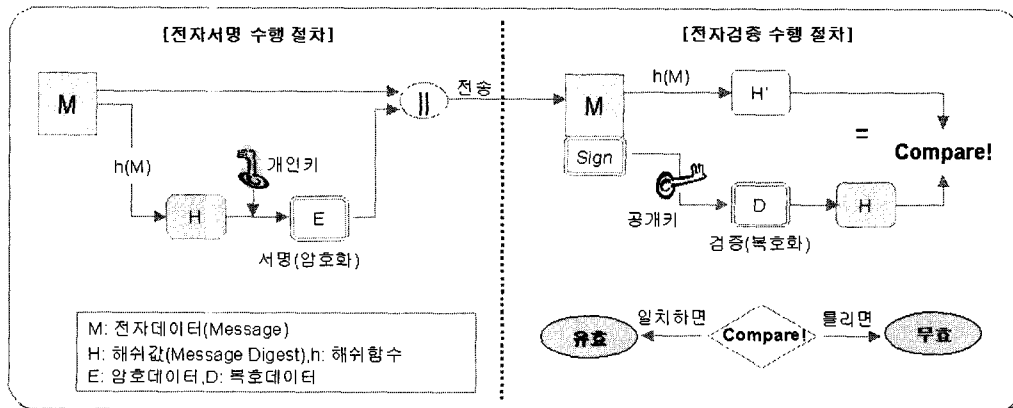 [전자서명 수행 절차]
M
h(M)
H
개인키
E
서명(암호화)
||
전송
M: 전자데이터(Message)
H: 해쉬값(Message Digest),h: 해쉬함수
E: 암호데이터,D: 복호데이터
[전자검증 수행 절차]
M
Sign
h(M)
H'
공개키
D
검증(복호화)
H
=
Compare!
유효
일치하면
Compare!
틀리면
무효